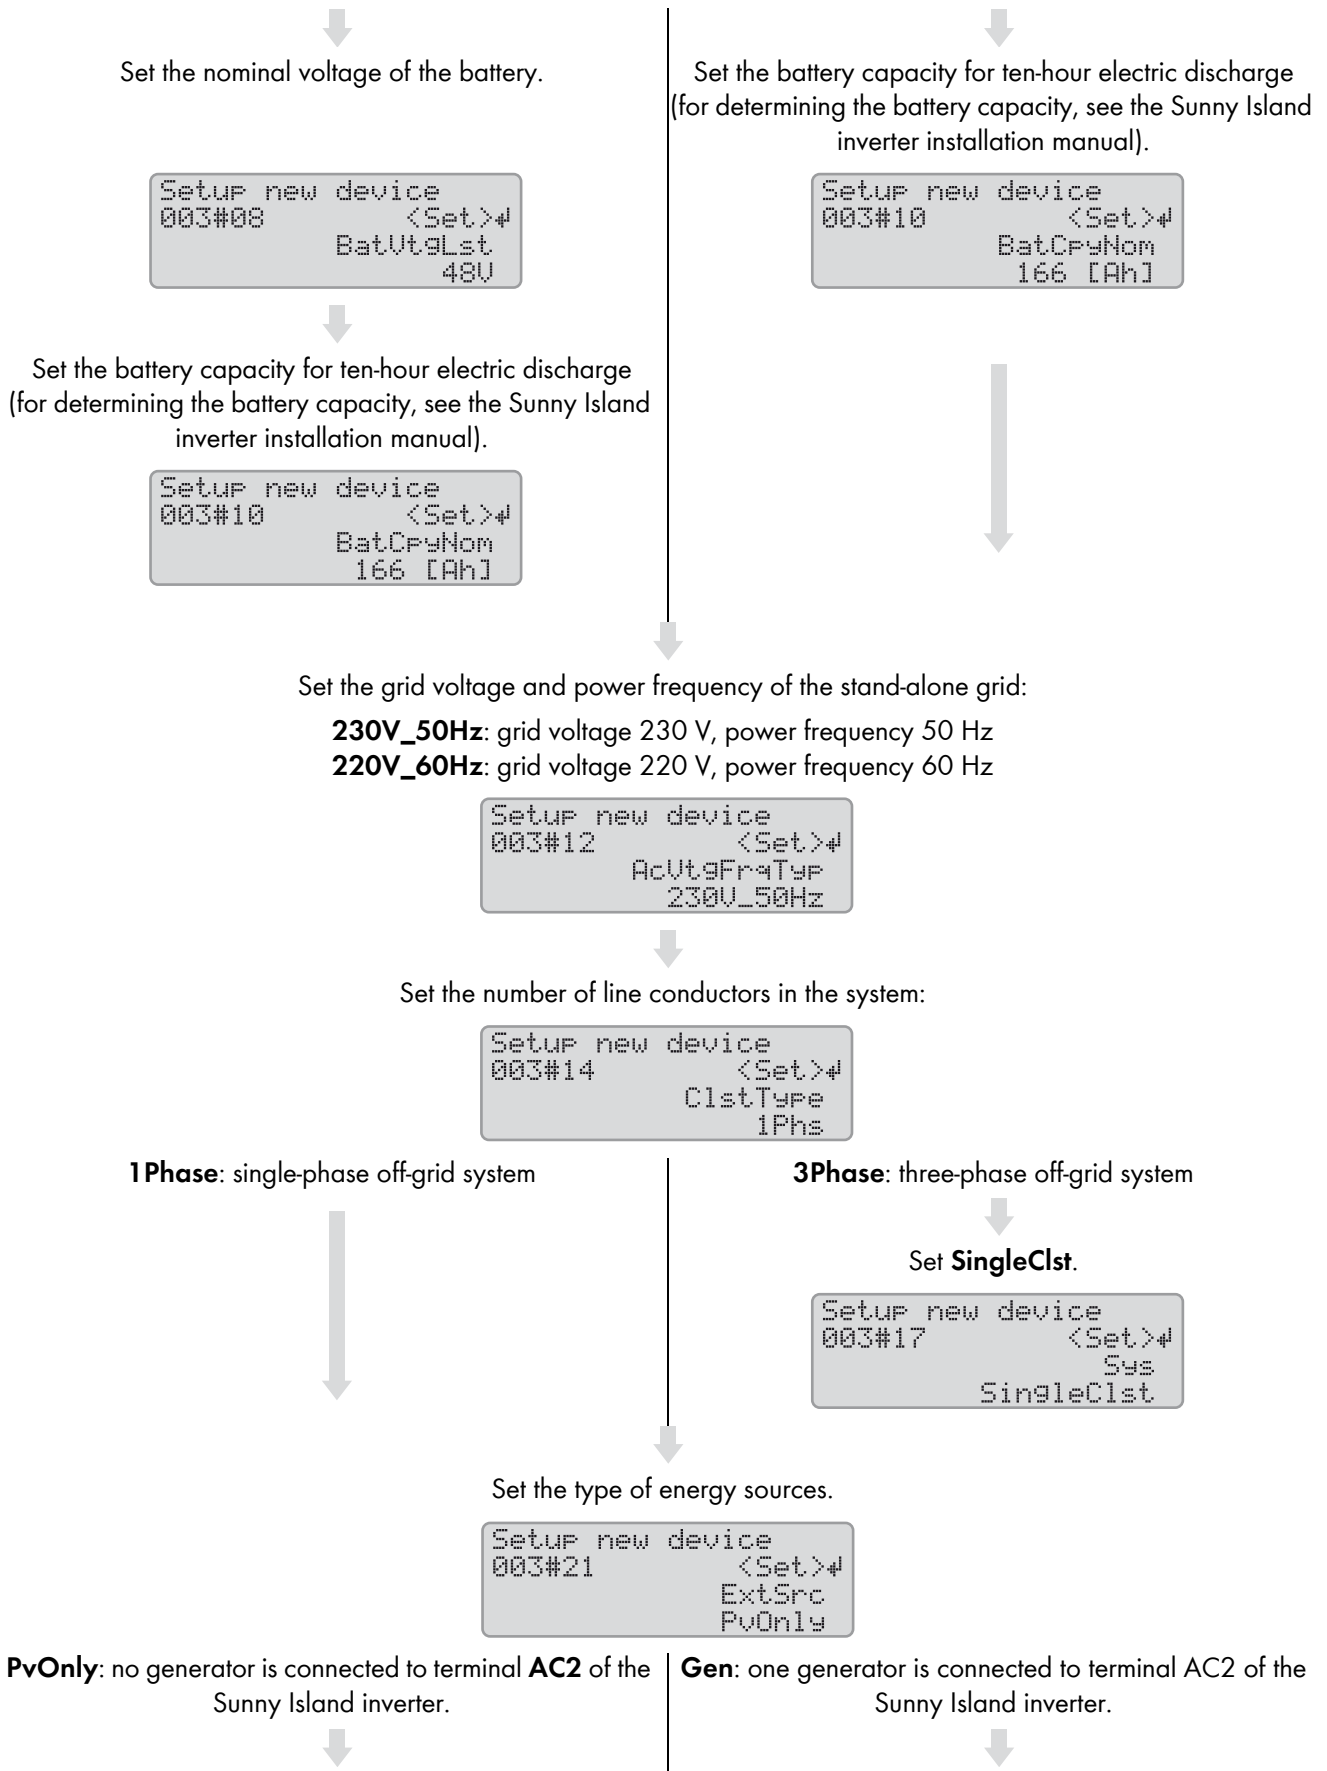 Set the nominal voltage of the battery.
Setup new device
003#08 <Set>↲
BatVtgLst
48V
Set the battery capacity for ten-hour electric discharge
(for determining the battery capacity, see the Sunny Island
inverter installation manual).
Setup new device
003#10 <Set>↲
BatCpyNom
166 [Ah]
Set the battery capacity for ten-hour electric discharge
(for determining the battery capacity, see the Sunny Island
inverter installation manual).
Setup new device
003#10 <Set>↲
BatCpyNom
166 [Ah]
Set the grid voltage and power frequency of the stand-alone grid:
230V_50Hz: grid voltage 230 V, power frequency 50 Hz
220V_60Hz: grid voltage 220 V, power frequency 60 Hz
Setup new device
003#12 <Set>↲
AcVtgFrqTyp
230V_50Hz
Set the number of line conductors in the system:
Setup new device
003#14 <Set>↲
ClstType
1Phs
1Phase: single-phase off-grid system
3Phase: three-phase off-grid system
Set SingleClst.
Setup new device
003#17 <Set>↲
Sys
SingleClst
Set the type of energy sources.
Setup new device
003#21 <Set>↲
ExtSrc
PvOnly
PvOnly: no generator is connected to terminal AC2 of the
Sunny Island inverter.
Gen: one generator is connected to terminal AC2 of the
Sunny Island inverter.